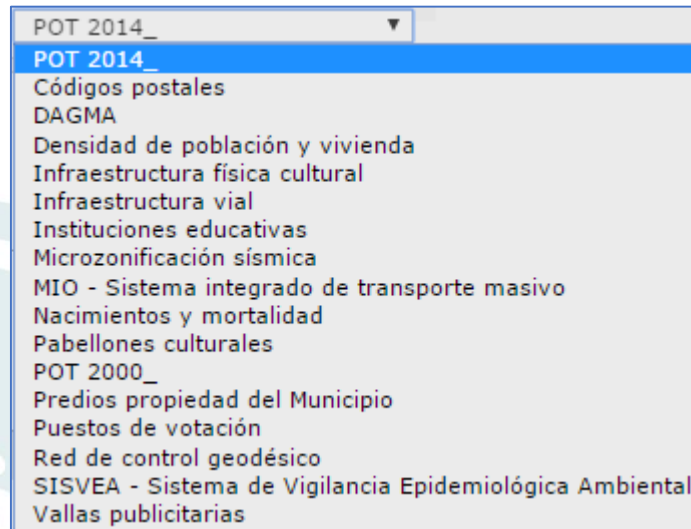 POT 2014_
POT 2014_
Códigos postales
DAGMA
Densidad de población y vivienda
Infraestructura física cultural
Infraestructura vial
Instituciones educativas
Microzonificación sísmica
MIO - Sistema integrado de transporte masivo
Nacimientos y mortalidad
Pabellones culturales
POT 2000_
Predios propiedad del Municipio
Puestos de votación
Red de control geodésico
SISVEA - Sistema de Vigilancia Epidemiológica Ambiental
Vallas publicitarias